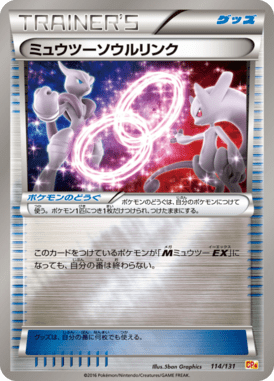 TRAINER'S
グッズ
ミュウツーソウルリンク
ポケモンのどうぐ
ポケモンのどうぐは、自分のポケモンにつけて
使う。ポケモン1匹につき1枚だけつけられ、つけたままにする。
このカードをつけているポケモンが「MミュウツーEX」に
なっても、自分の番は終わらない。
グッズは、自分の番に何枚でも使える。
Illus.5ban Graphics
CP4
114/131
©2016 Pokémon/Nintendo/Creatures/GAME FREAK.